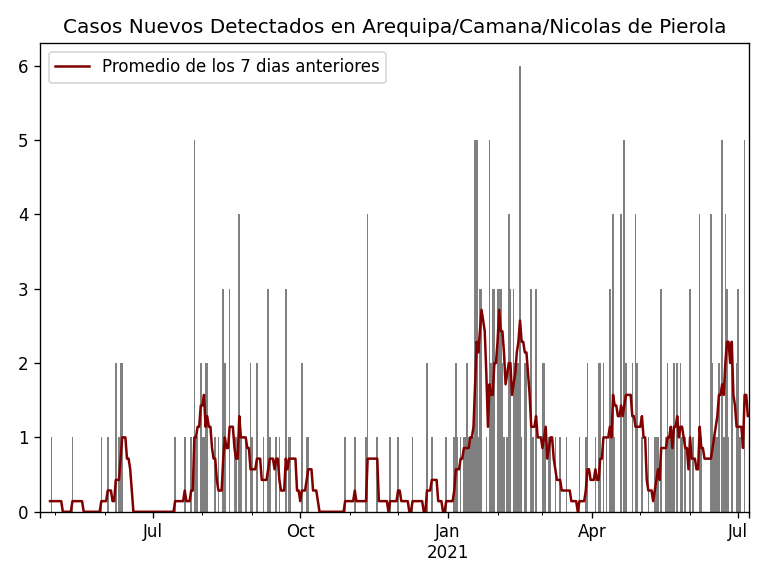 Casos Nuevos Detectados en Arequipa/Camana/Nicolas de Pierola
Promedio de los 7 dias anteriores
6
5
4
3
2
1
0
Jul
Oct
Jan
2021
Apr
Jul